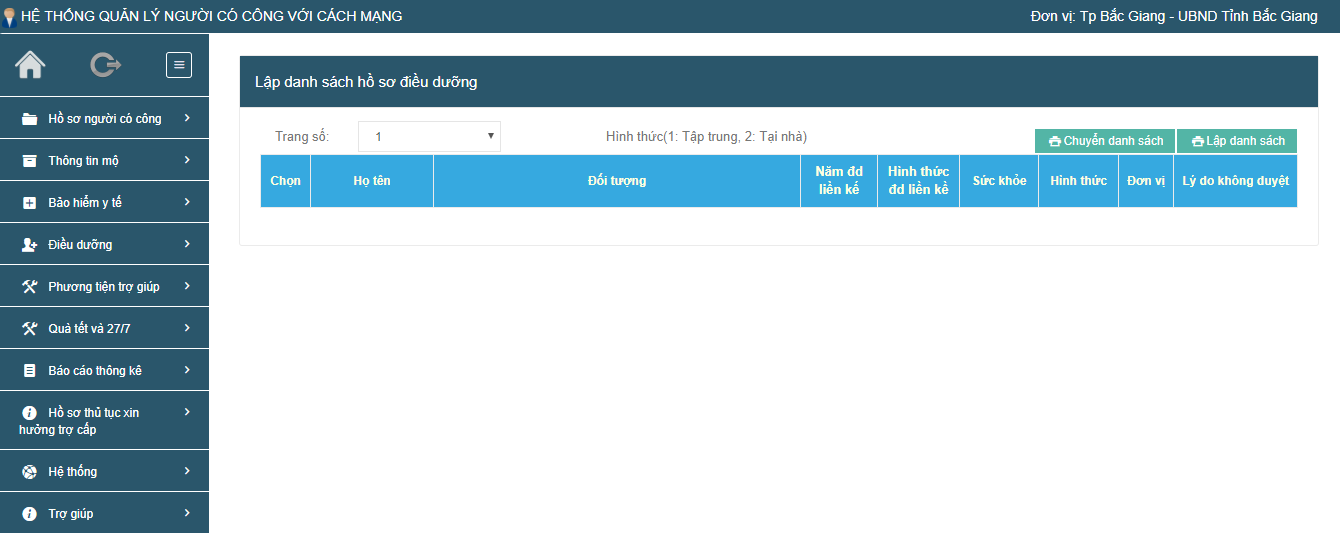 HỆ THỐNG QUẢN LÝ NGƯỜI CÓ CÔNG VỚI CÁCH MẠNG
Đơn vị: Tp Bắc Giang - UBND Tỉnh Bắc Giang
Hồ sơ người có công
Thông tin mộ
Bảo hiểm y tế
Điều dưỡng
Phương tiện trợ giúp
Quà tết và 27/7
Báo cáo thông kê
Hồ sơ thủ tục xin
hưởng trợ cấp
Hệ thống
Trợ giúp
Lập danh sách hồ sơ điều dưỡng
Trang số:
1
Hình thức(1: Tập trung, 2: Tại nhà)
Chuyển danh sách
Lập danh sách
Chọn
Họ tên
Đối tượng
Năm đd
liền kề
Hình thức
đd liền kề
Sức khỏe
Hình thức
Đơn vị
Lý do không duyệt